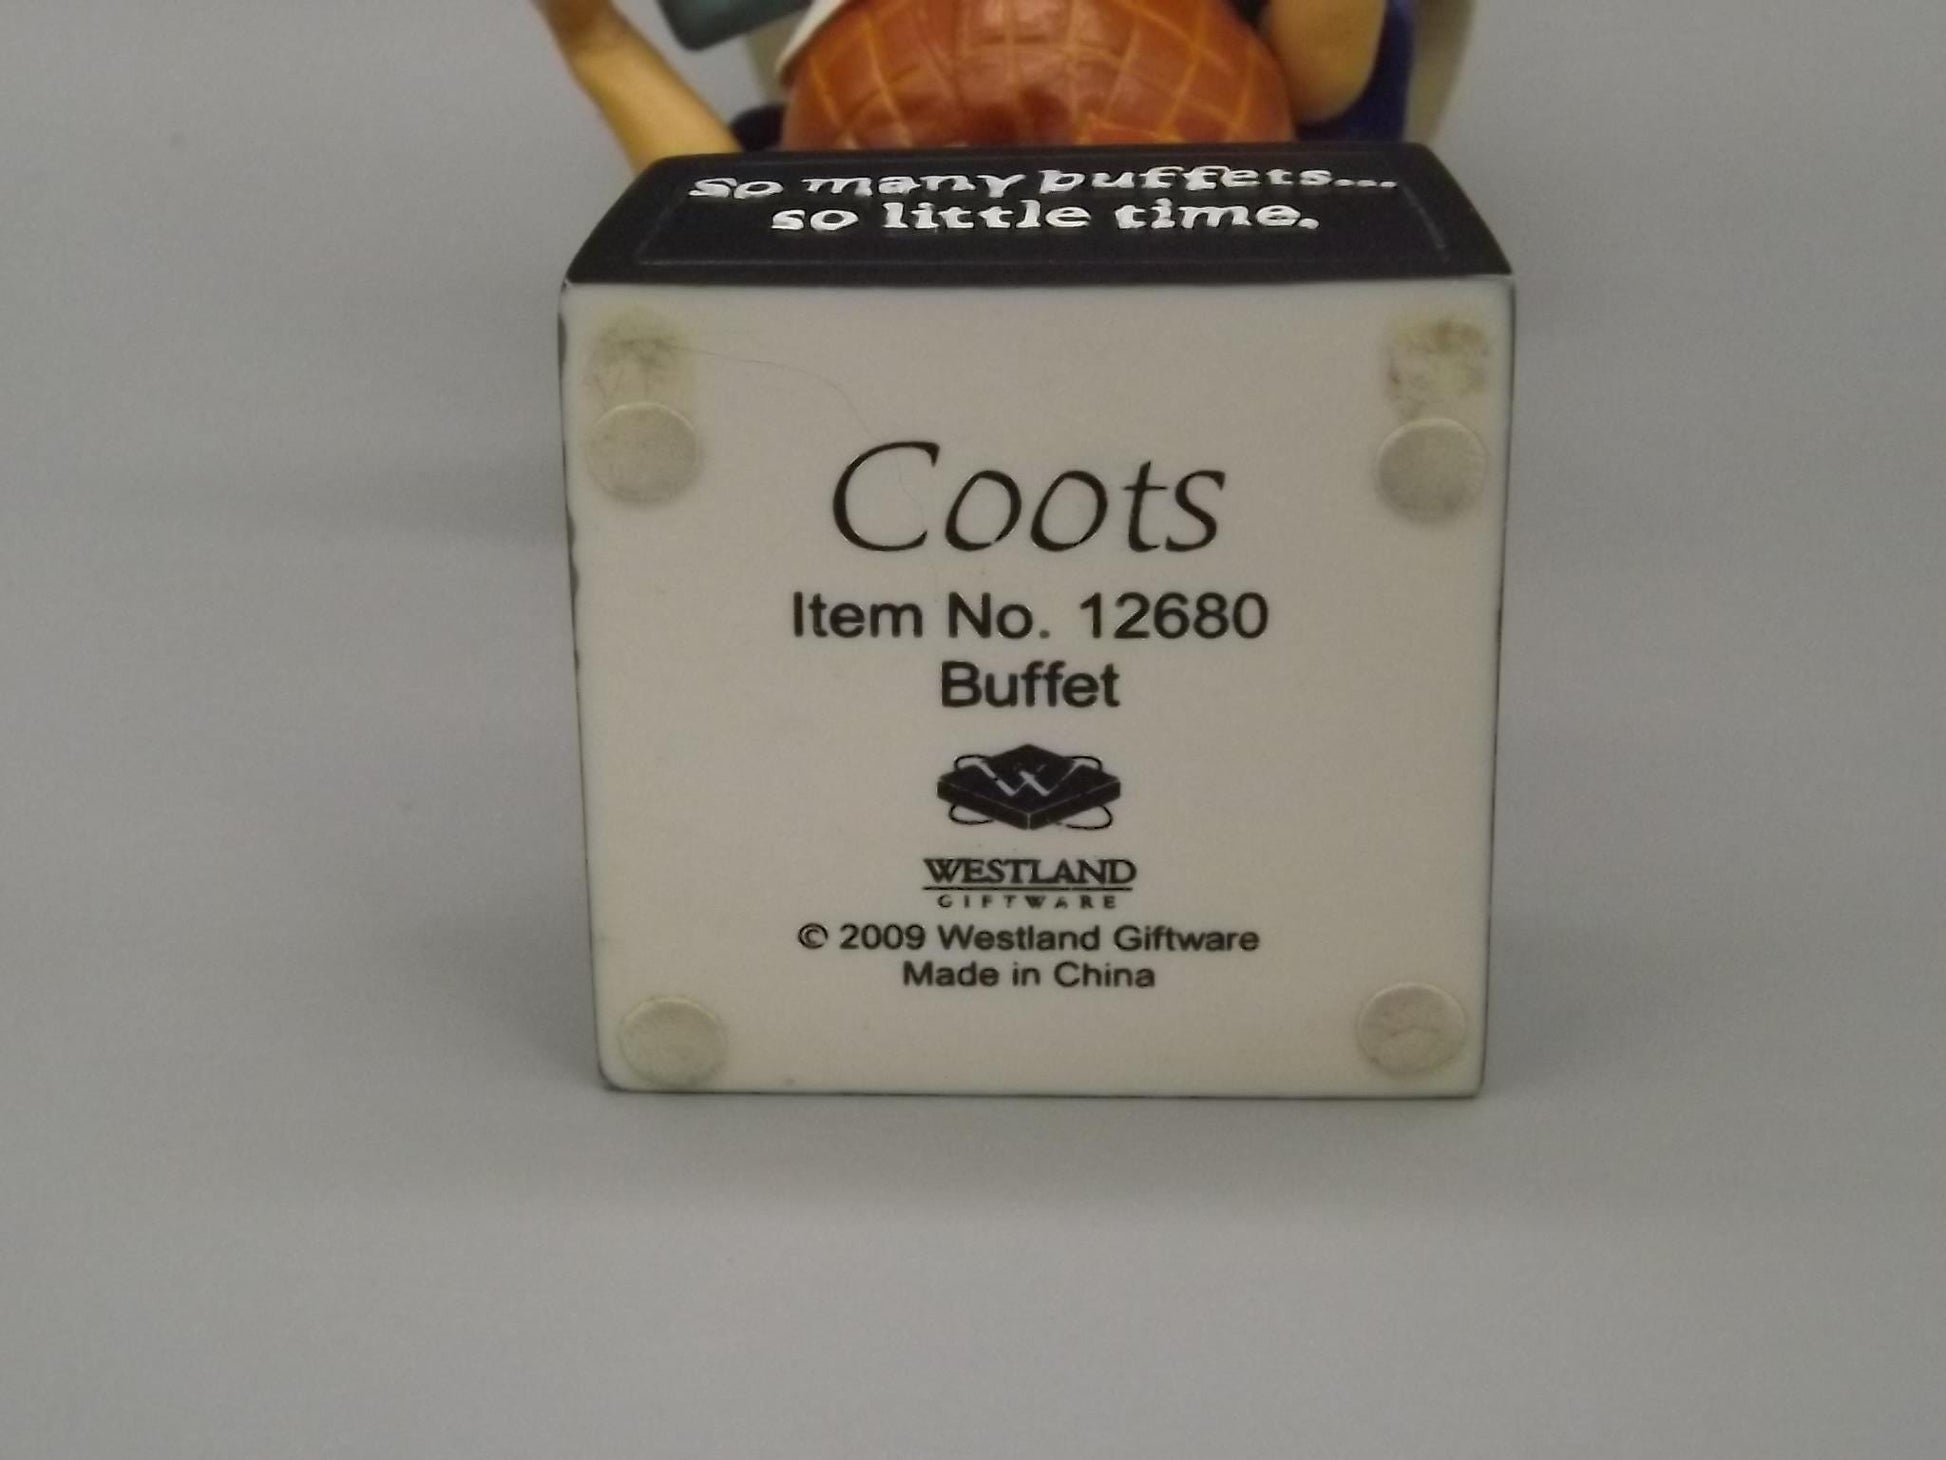 So many buffets...
so little time.
Coots
Item No. 12680
Buffet
W
WESTLAND
GIFTWARE
© 2009 Westland Giftware
Made in China